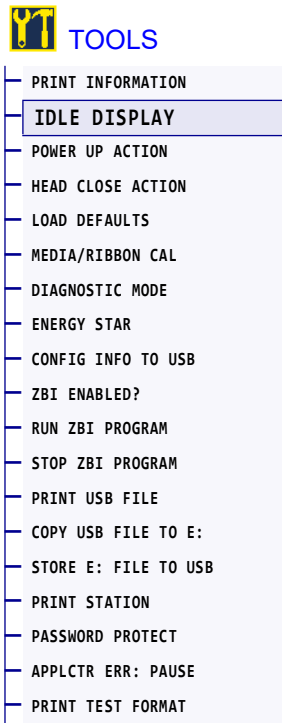 TOOLS
PRINT INFORMATION
IDLE DISPLAY
POWER UP ACTION
HEAD CLOSE ACTION
LOAD DEFAULTS
MEDIA/RIBBON CAL
DIAGNOSTIC MODE
ENERGY STAR
CONFIG INFO TO USB
ZBI ENABLED?
RUN ZBI PROGRAM
STOP ZBI PROGRAM
PRINT USB FILE
COPY USB FILE TO E:
STORE E: FILE TO USB
PRINT STATION
PASSWORD PROTECT
APPLCTR ERR: PAUSE
PRINT TEST FORMAT